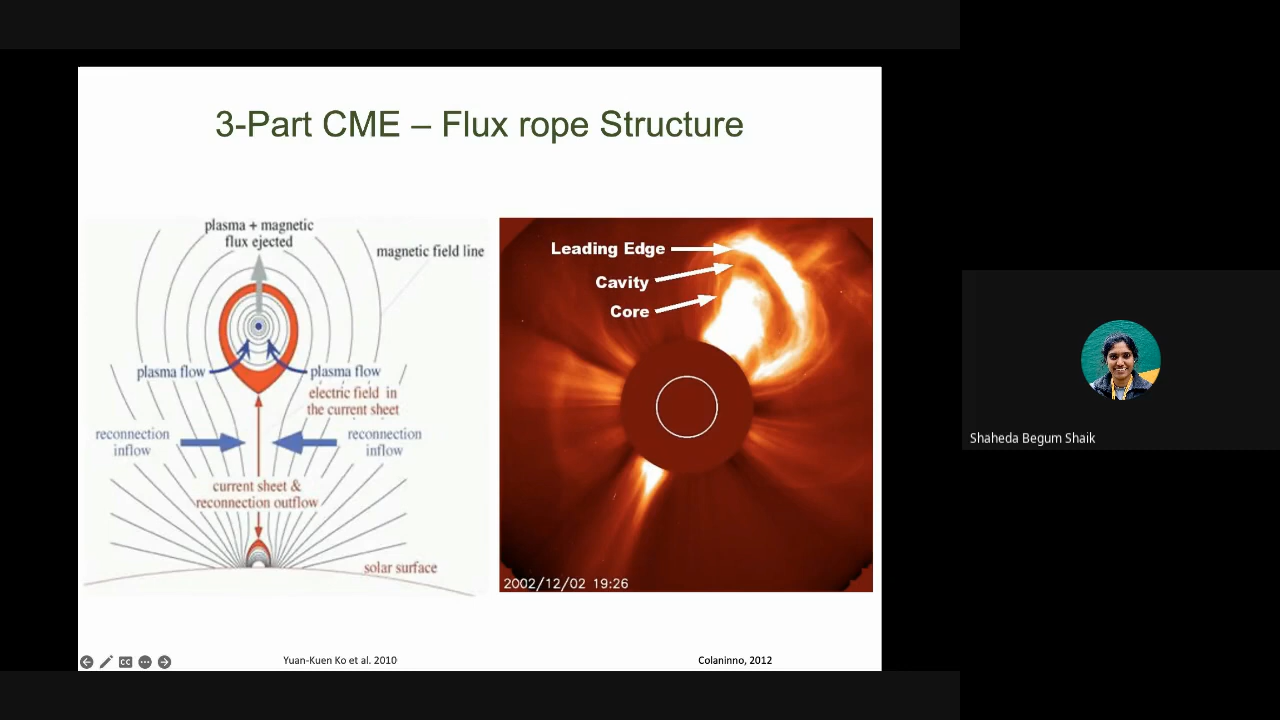 3-Part CME – Flux rope Structure
plasma + magnetic
flux ejected
magnetic field line
plasma flow
plasma flow
electric field in
the current sheet
reconnection
inflow
reconnection
inflow
current sheet &
reconnection outflow
solar surface
Leading Edge
Cavity
Core
2002/12/02 19:26
CC
Yuan-Kuen Ko et al. 2010
Colaninno, 2012
Shaheda Begum Shaik